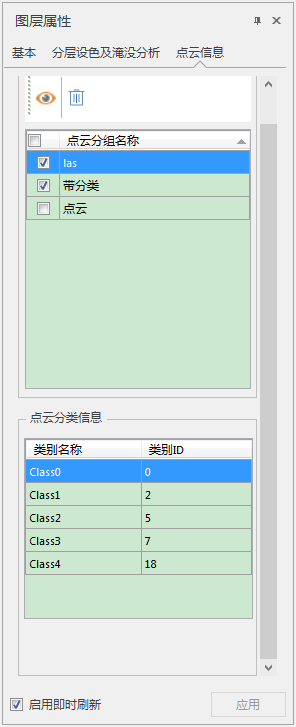 图层属性
基本 分层设色及淹没分析 点云信息
点云分组名称
las
带分类
点云
点云分类信息
类别名称 类别ID
Class0 0
Class1 2
Class2 5
Class3 7
Class4 18
启用即时刷新 应用